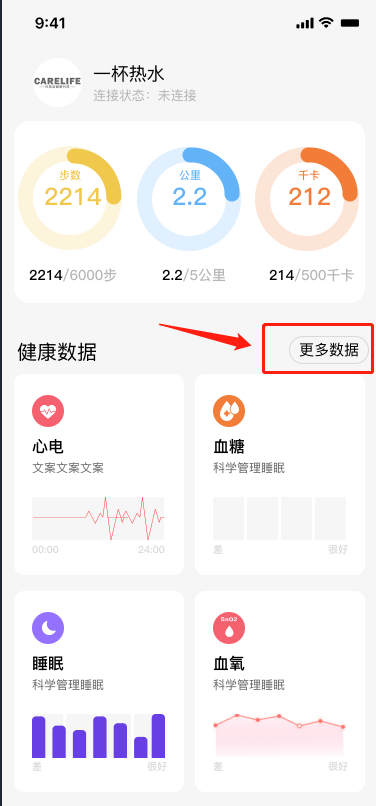 9:41
CARELIFE
一杯热水
连接状态：未连接
步数
2214
公里
2.2
千卡
212
2214/6000步
2.2/5公里
214/500千卡
健康数据
更多数据
心电
文案文案文案
00:00
24:00
血糖
科学管理睡眠
差
很好
睡眠
科学管理睡眠
差
很好
SaO2
血氧
科学管理睡眠
差
很好